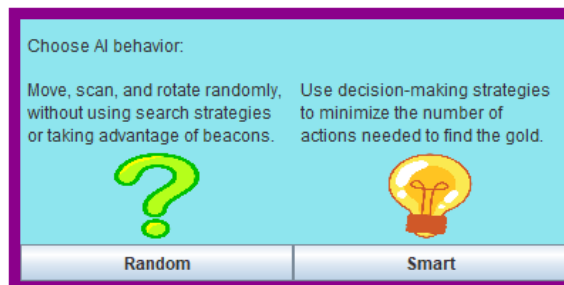 Choose AI behavior:
Move, scan, and rotate randomly,
without using search strategies
or taking advantage of beacons.
Use decision-making strategies
to minimize the number of
actions needed to find the gold.
Random
Smart